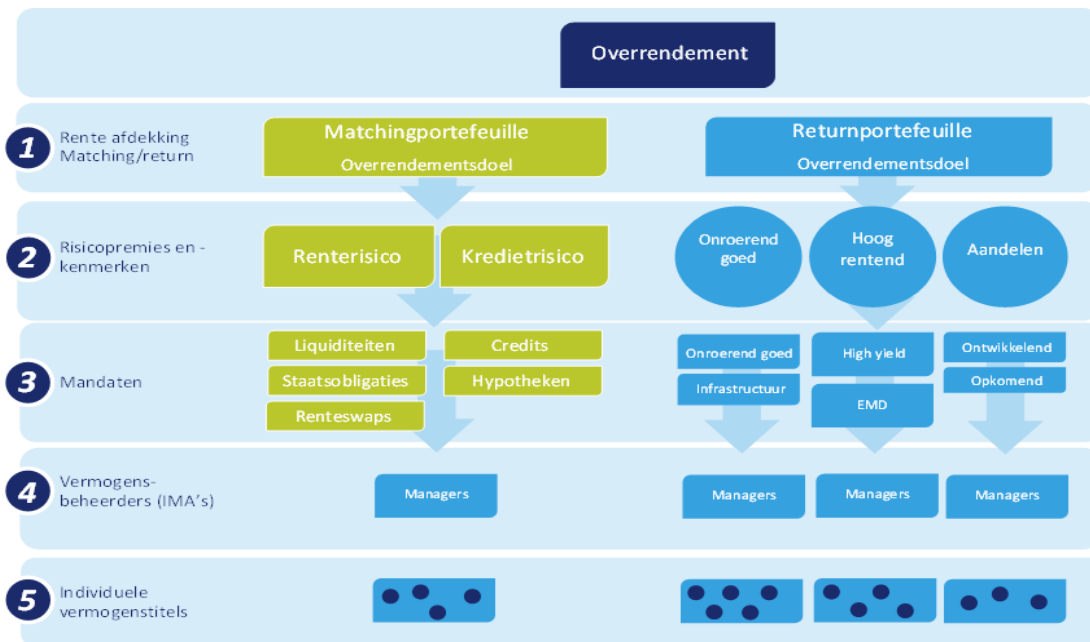 Overrendement
1
Rente afdekking
Matching/return
Matchingportefeuille
Overrendementsdoel
Returnportefeuille
Overrendementsdoel
2
Risicopremies en -
kenmerken
Renterisico
Kredietrisico
Onroerend
goed
Hoog
rentend
Aandelen
3
Mandaten
Liquiditeiten
Staatsobligaties
Renteswaps
Credits
Hypotheken
Onroerend goed
Infrastructuur
High yield
EMD
Ontwikkelend
Opkomend
4
Vermogens-
beheerders (IMA's)
Managers
Managers
Managers
Managers
5
Individuele
vermogenstitels